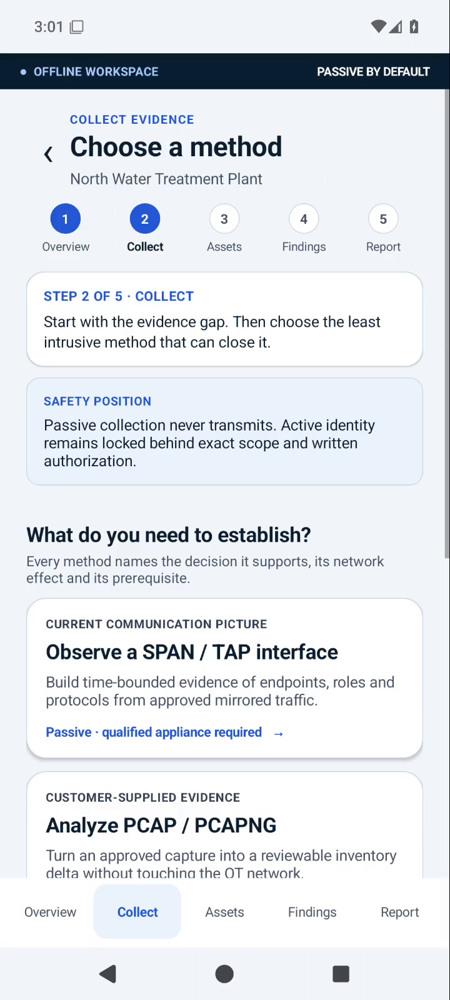 3:01
OFFLINE WORKSPACE
PASSIVE BY DEFAULT
COLLECT EVIDENCE
Choose a method
North Water Treatment Plant
1
2
3
4
5
Overview
Collect
Assets
Findings
Report
STEP 2 OF 5 · COLLECT
Start with the evidence gap. Then choose the least
intrusive method that can close it.
SAFETY POSITION
Passive collection never transmits. Active identity
remains locked behind exact scope and written
authorization.
What do you need to establish?
Every method names the decision it supports, its network
effect and its prerequisite.
CURRENT COMMUNICATION PICTURE
Observe a SPAN / TAP interface
Build time-bounded evidence of endpoints, roles and
protocols from approved mirrored traffic.
Passive · qualified appliance required →
CUSTOMER-SUPPLIED EVIDENCE
Analyze PCAP / PCAPNG
Turn an approved capture into a reviewable inventory
delta without touching the OT network.
Overview
Collect
Assets
Findings
Report